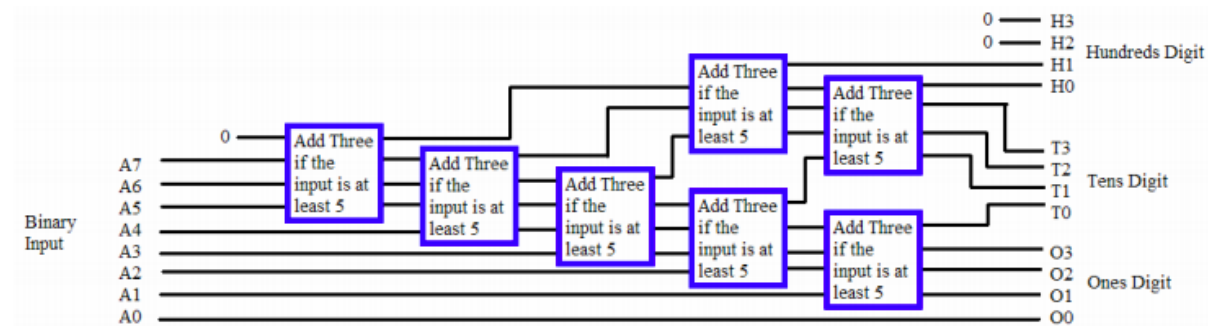 0
H3
0
H2
Hundreds Digit
H1
H0
Add Three
if the
input is at
least 5
Add Three
if the
input is at
least 5
0
Add Three
if the
input is at
least 5
Add Three
if the
input is at
least 5
Add Three
if the
input is at
least 5
Add Three
if the
input is at
least 5
Add Three
if the
input is at
least 5
Binary
Input
A7
A6
A5
A4
A3
A2
A1
A0
T3
T2
Tens Digit
T1
T0
O3
O2
Ones Digit
O1
O0